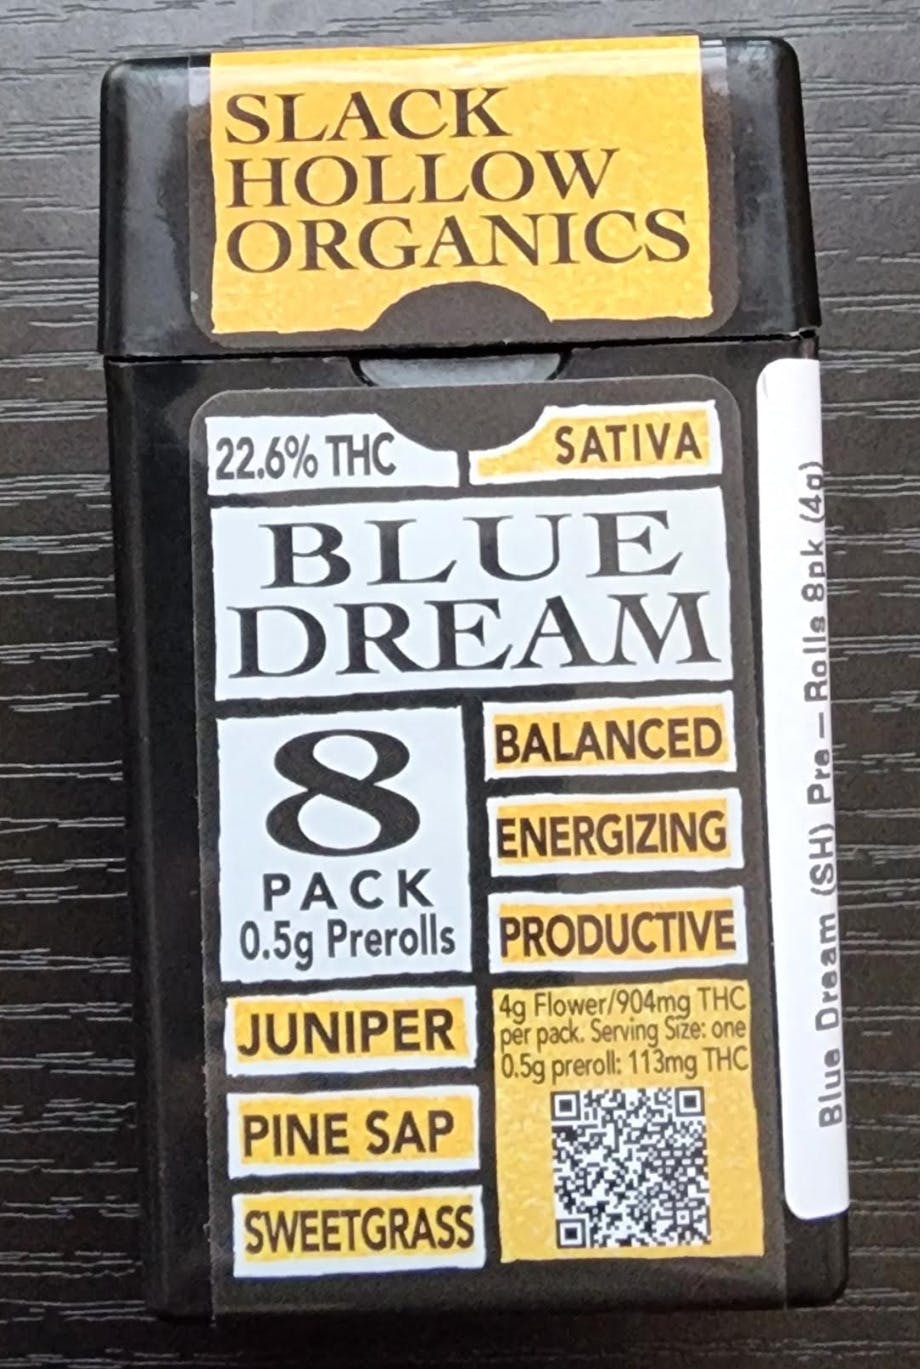 SLACK
HOLLOW
ORGANICS
22.6% THC
SATIVA
BLUE
DREAM
8
PACK
0.5g Prerolls
BALANCED
ENERGIZING
PRODUCTIVE
JUNIPER
PINE SAP
SWEETGRASS
4g Flower/904mg THC
per pack. Serving Size: one
0.5g preroll: 113mg THC
Blue Dream (SH) Pre-Rolls 8pk (4g)